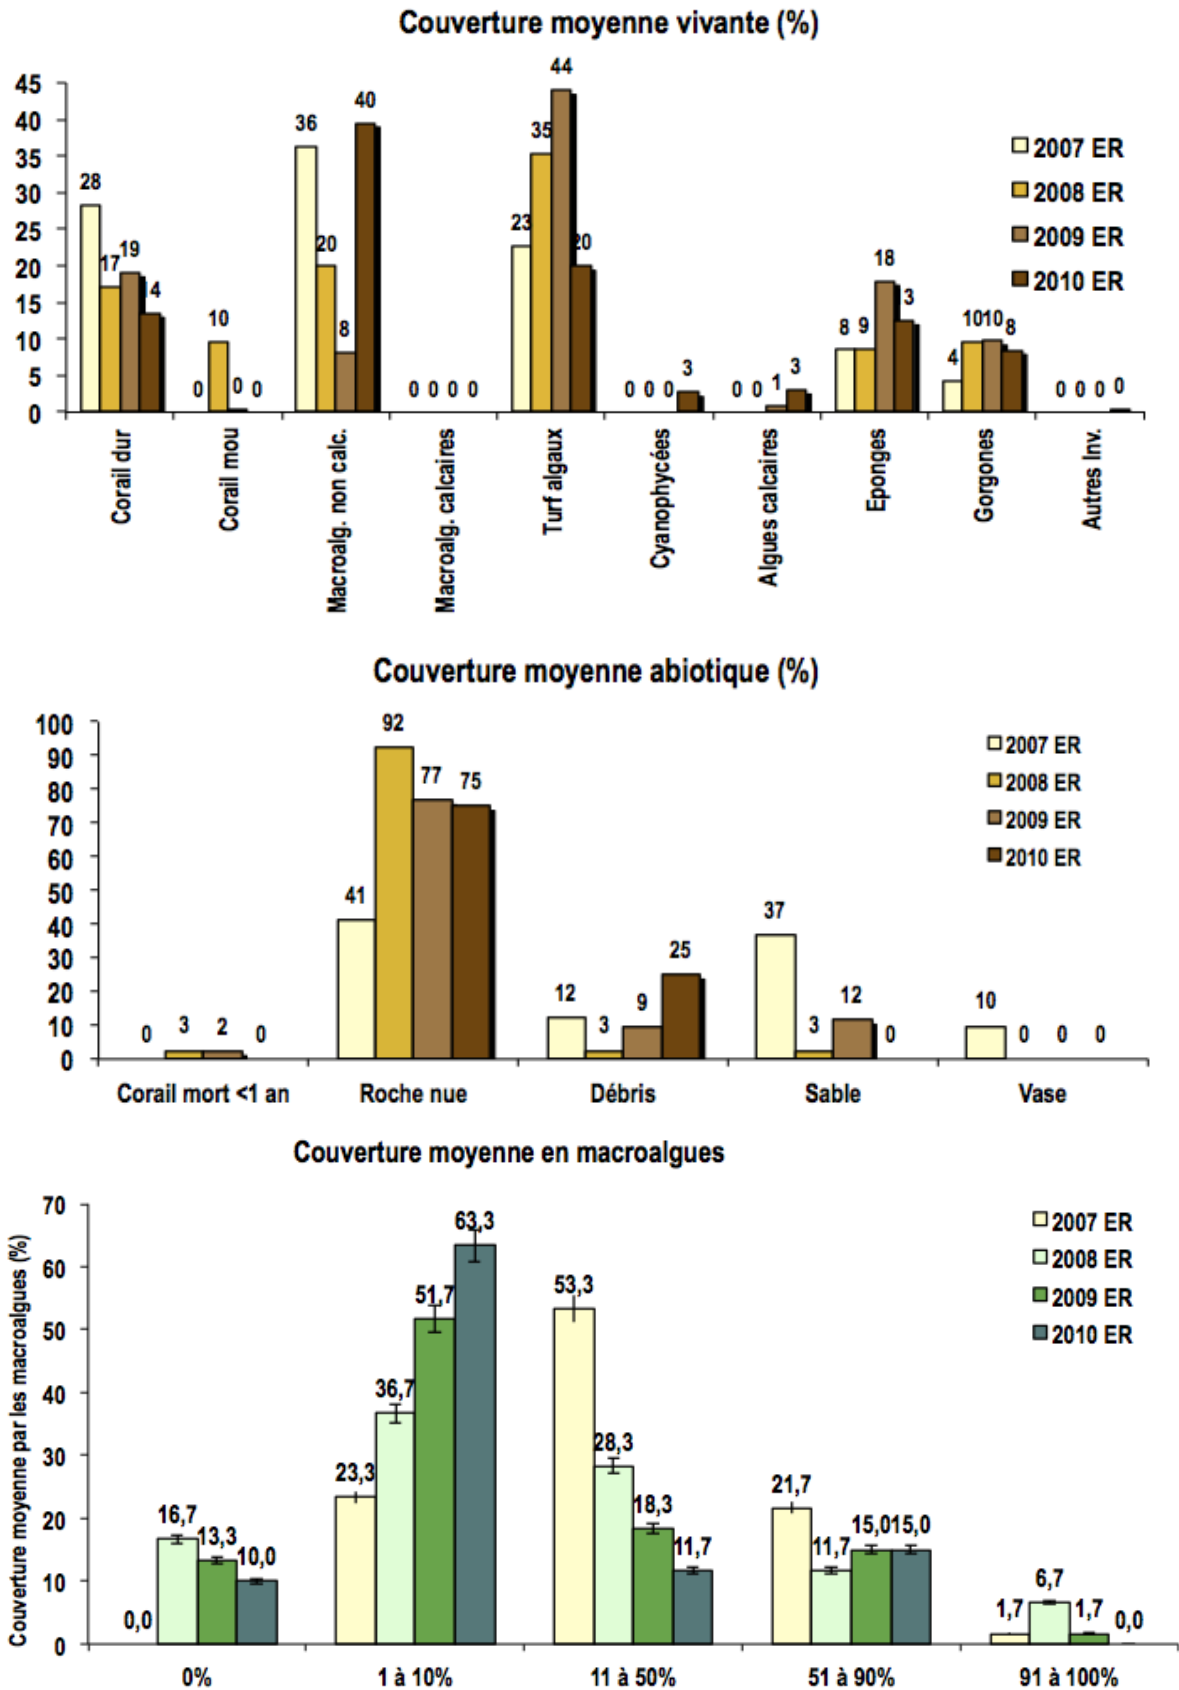 Couverture moyenne vivante (%)
45
40
35
30
25
20
15
10
5
0
28 17 19 14
0 10 0 0
36 20 8 40
0 0 0 0
23 35 44 20
0 0 0 3
0 0 1 3
8 9 18 3
4 10 10 8
0 0 0 0
2007 ER
2008 ER
2009 ER
2010 ER
Corail dur
Corail mou
Macroalg. non calc.
Macroalg. calcaires
Turf algaux
Cyanophycées
Algues calcaires
Eponges
Gorgones
Autres Inv.
Couverture moyenne abiotique (%)
100
90
80
70
60
50
40
30
20
10
0
0 3 2 0
41 92 77 75
12 3 9 25
37 3 12 0
10 0 0 0
2007 ER
2008 ER
2009 ER
2010 ER
Corail mort <1 an
Roche nue
Débris
Sable
Vase
Couverture moyenne en macroalgues
Couverture moyenne par les macroalgues (%)
70
60
50
40
30
20
10
0
0,0 16,7 13,3 10,0
23,3 36,7 51,7 63,3
53,3 28,3 18,3 11,7
21,7 11,7 15,0 15,0
1,7 6,7 1,7 0,0
2007 ER
2008 ER
2009 ER
2010 ER
0%
1 à 10%
11 à 50%
51 à 90%
91 à 100%